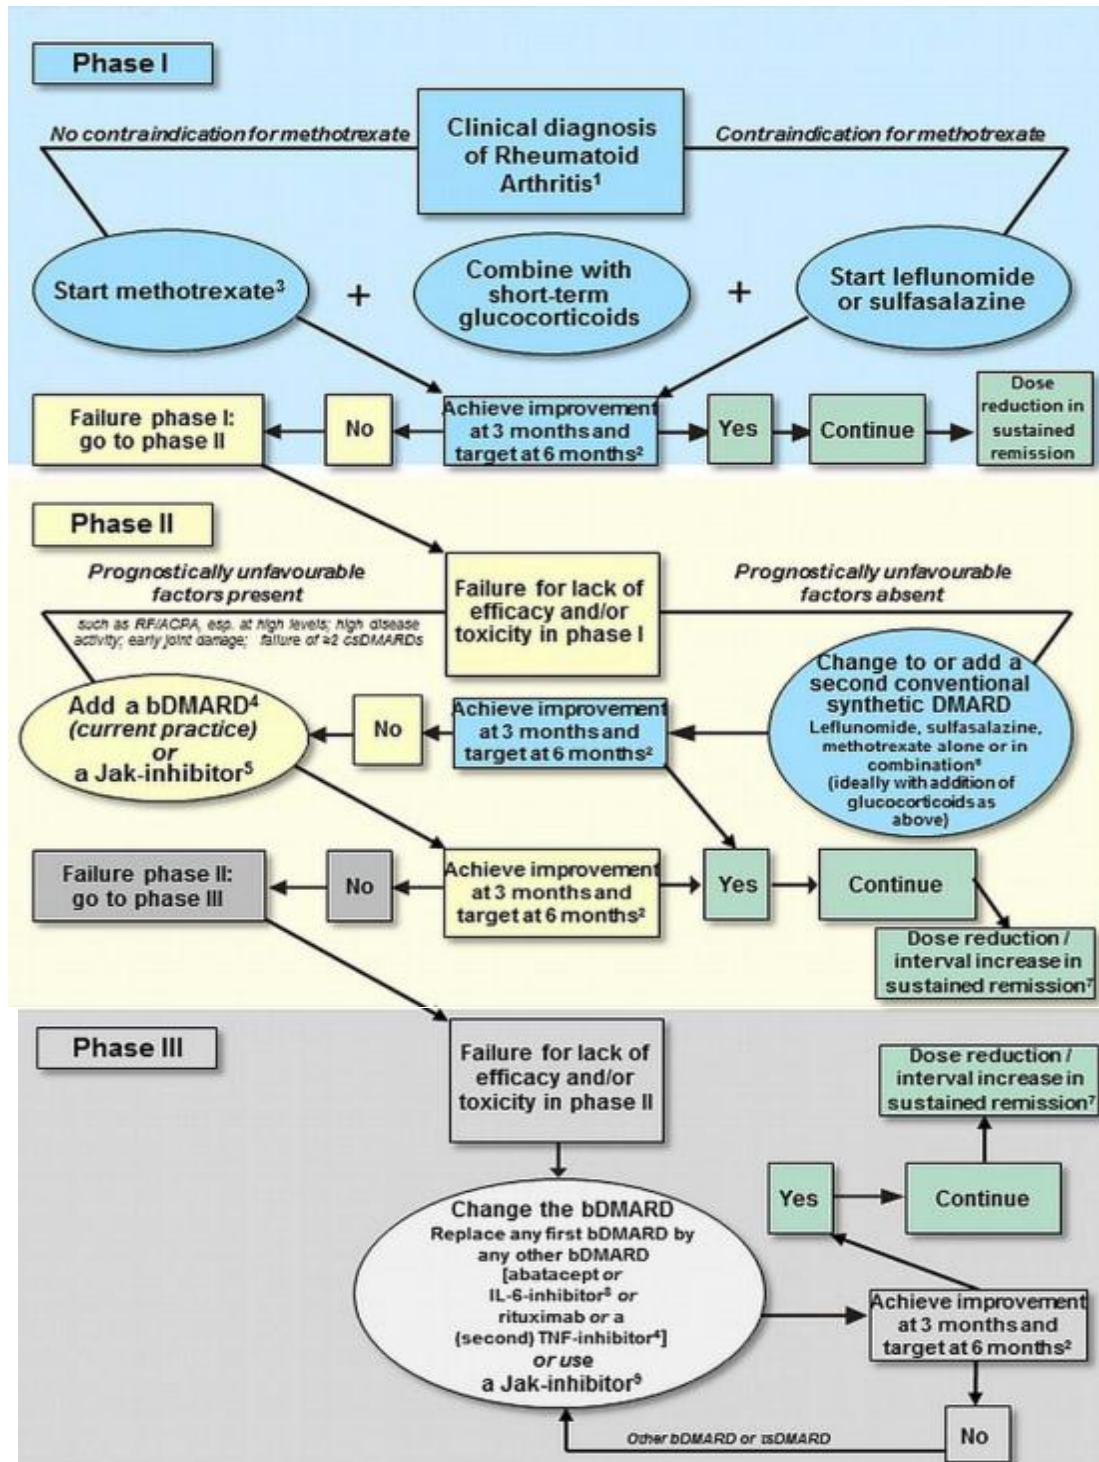 Phase I
No contraindication for methotrexate
Clinical diagnosis
of Rheumatoid
Arthritis¹
Contraindication for methotrexate
Start methotrexate³
+
Combine with
short-term
glucocorticoids
+
Start leflunomide
or sulfasalazine
Failure phase I:
go to phase II
No
Achieve improvement
at 3 months and
target at 6 months²
Yes
Continue
Dose
reduction in
sustained
remission
Phase II
Prognostically unfavourable
factors present
such as RF/ACPA, esp. at high levels; high disease
activity; early joint damage; failure of ≥2 csDMARDs
Failure for lack of
efficacy and/or
toxicity in phase I
Prognostically unfavourable
factors absent
Add a bDMARD⁴
(current practice)
or
a Jak-inhibitor⁵
No
Achieve improvement
at 3 months and
target at 6 months²
Change to or add a
second conventional
synthetic DMARD
Leflunomide, sulfasalazine,
methotrexate alone or in
combination⁶
(ideally with addition of
glucocorticoids as
above)
Failure phase II:
go to phase III
No
Achieve improvement
at 3 months and
target at 6 months²
Yes
Continue
Dose reduction /
interval increase in
sustained remission⁷
Phase III
Failure for lack of
efficacy and/or
toxicity in phase II
Dose reduction /
interval increase in
sustained remission⁷
Yes
Continue
Change the bDMARD
Replace any first bDMARD by
any other bDMARD
[abatacept or
IL-6-inhibitor⁸ or
rituximab or a
(second) TNF-inhibitor⁴]
or use
a Jak-inhibitor⁹
Achieve improvement
at 3 months and
target at 6 months²
No
Other bDMARD or tsDMARD